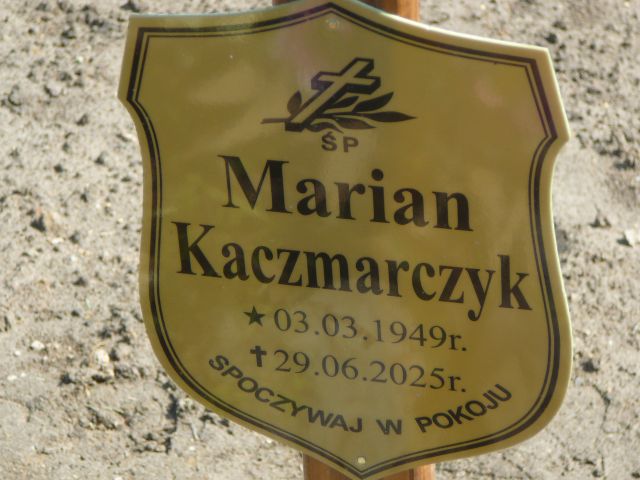 ŚP
Marian
Kaczmarczyk
★ 03.03.1949r.
✝ 29.06.2025r.
SPOCZYWAJ W POKOJU